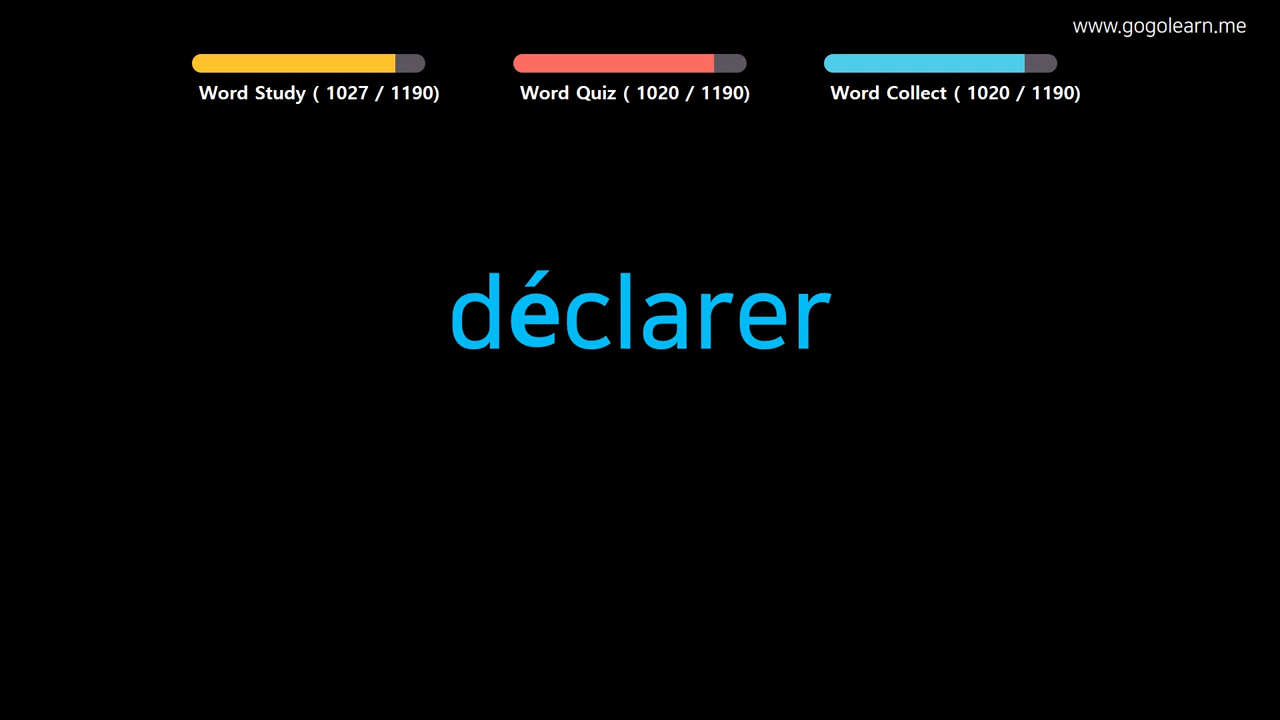 www.gogolearn.me
Word Study ( 1027 / 1190)
Word Quiz ( 1020 / 1190)
Word Collect ( 1020 / 1190)
déclarer